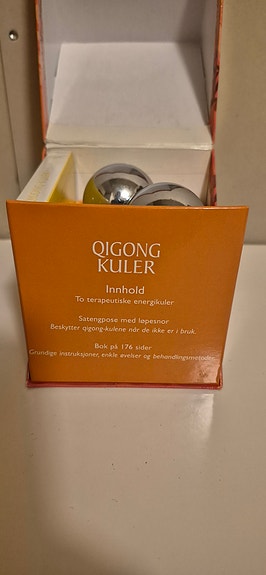 QIGONG
KULER
Innhold
To terapeutiske energikuler
Satengpose med løpesnor
Beskytter qigong-kulene når de ikke er i bruk.
Bok på 176 sider
Grundige instruksjoner, enkle øvelser og behandlingsmetoder.